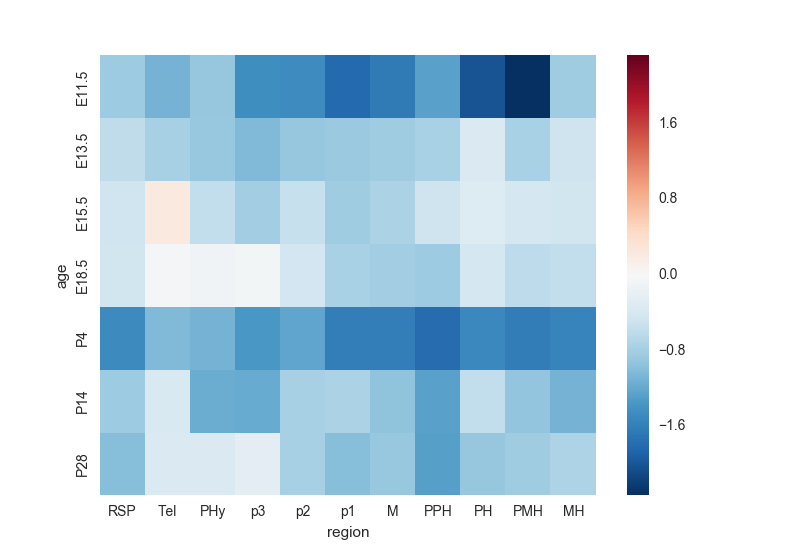 age
E11.5
E13.5
E15.5
E18.5
P4
P14
P28
RSP Tel PHy p3 p2 p1 M PPH PH PMH MH
region
1.6
0.8
0.0
−0.8
−1.6